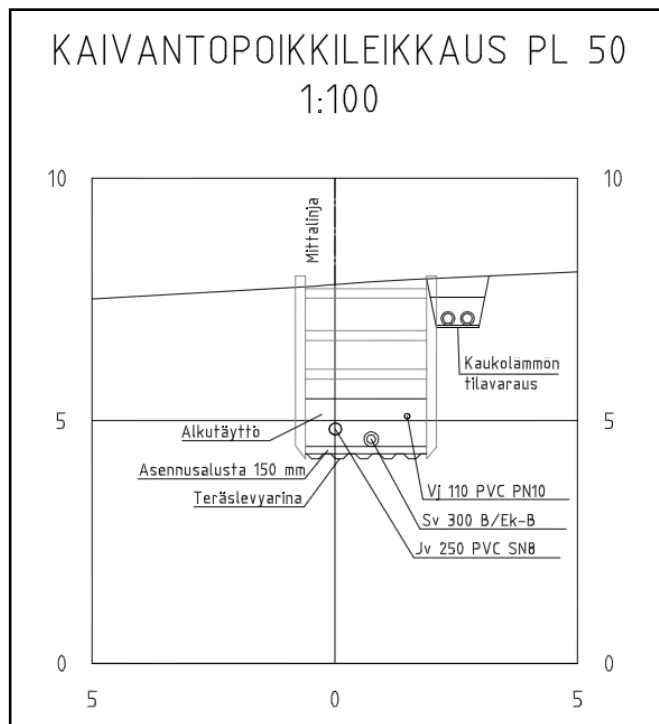 KAIVANTOPOIKKILEIKKAUS PL 50
1:100
10
10
Mittalinja
Kaukolämmön
tilavaraus
5
5
Alkutäyttö
Asennusalusta 150 mm
Teräslevyarina
Vj 110 PVC PN10
Sv 300 B/Ek-B
Jv 250 PVC SN8
0
0
5
0
5